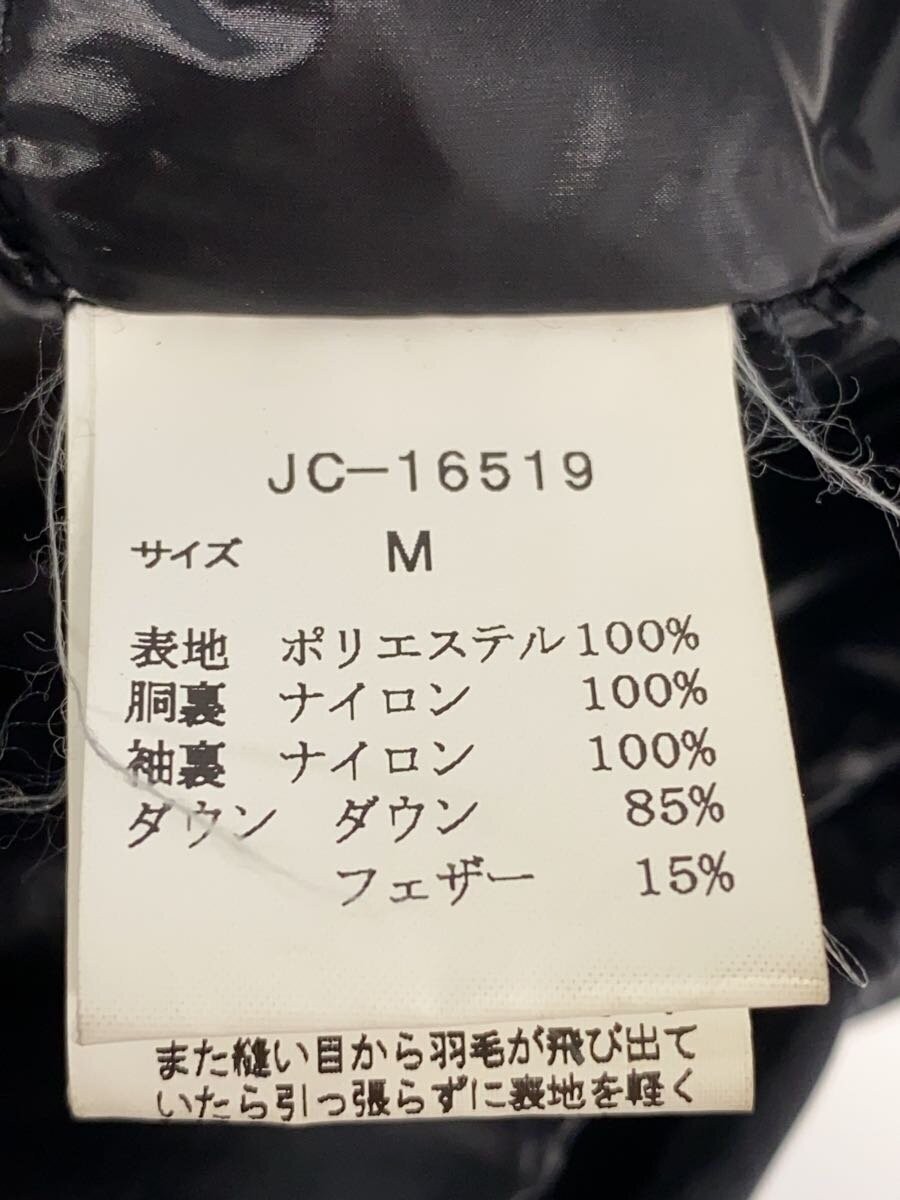 JC-16519
サイズ M
表地 ポリエステル100%
胴裏 ナイロン 100%
袖裏 ナイロン 100%
ダウン ダウン 85%
フェザー 15%
また縫い目から羽毛が飛び出て
いたら引っ張らずに表地を軽く